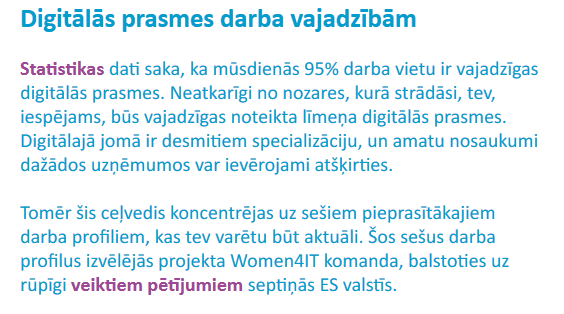 Digitālās prasmes darba vajadzībām
Statistikas dati saka, ka mūsdienās 95% darba vietu ir vajadzīgas
digitālās prasmes. Neatkarīgi no nozares, kurā strādāsi, tev,
iespējams, būs vajadzīgas noteikta līmeņa digitālās prasmes.
Digitālajā jomā ir desmitiem specializāciju, un amatu nosaukumi
dažādos uzņēmumos var ievērojami atšķirties.
Tomēr šis ceļvedis koncentrējas uz sešiem pieprasītākajiem
darba profiliem, kas tev varētu būt aktuāli. Šos sešus darba
profilus izvēlējās projekta Women4IT komanda, balstoties uz
rūpīgi veiktiem pētījumiem septiņās ES valstīs.